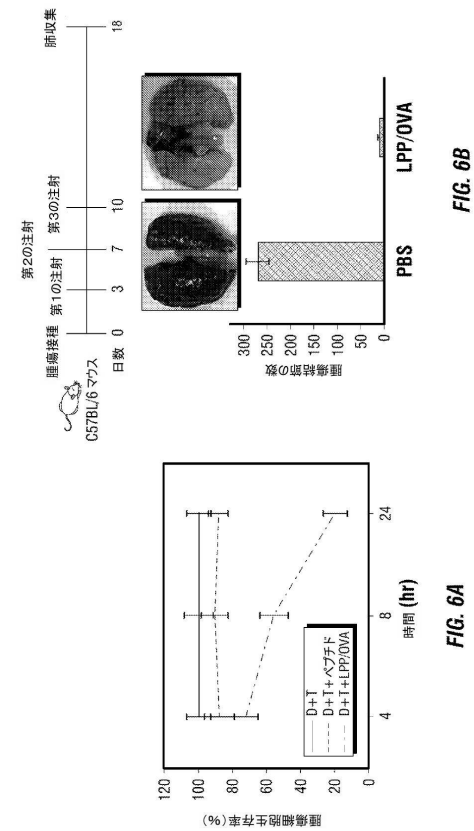 120
100
80
60
40
20
0
腫瘍細胞生存率(%)
D+T
D+T+ペプチド
D+T+LPP/OVA
4
8
24
時間 (hr)
FIG. 6A
C57BL/6 マウス
腫瘍接種
第1の注射
第2の注射
第3の注射
肺収集
日数
0
3
7
10
18
300
250
200
150
100
50
0
腫瘍結節の数
PBS
LPP/OVA
FIG. 6B